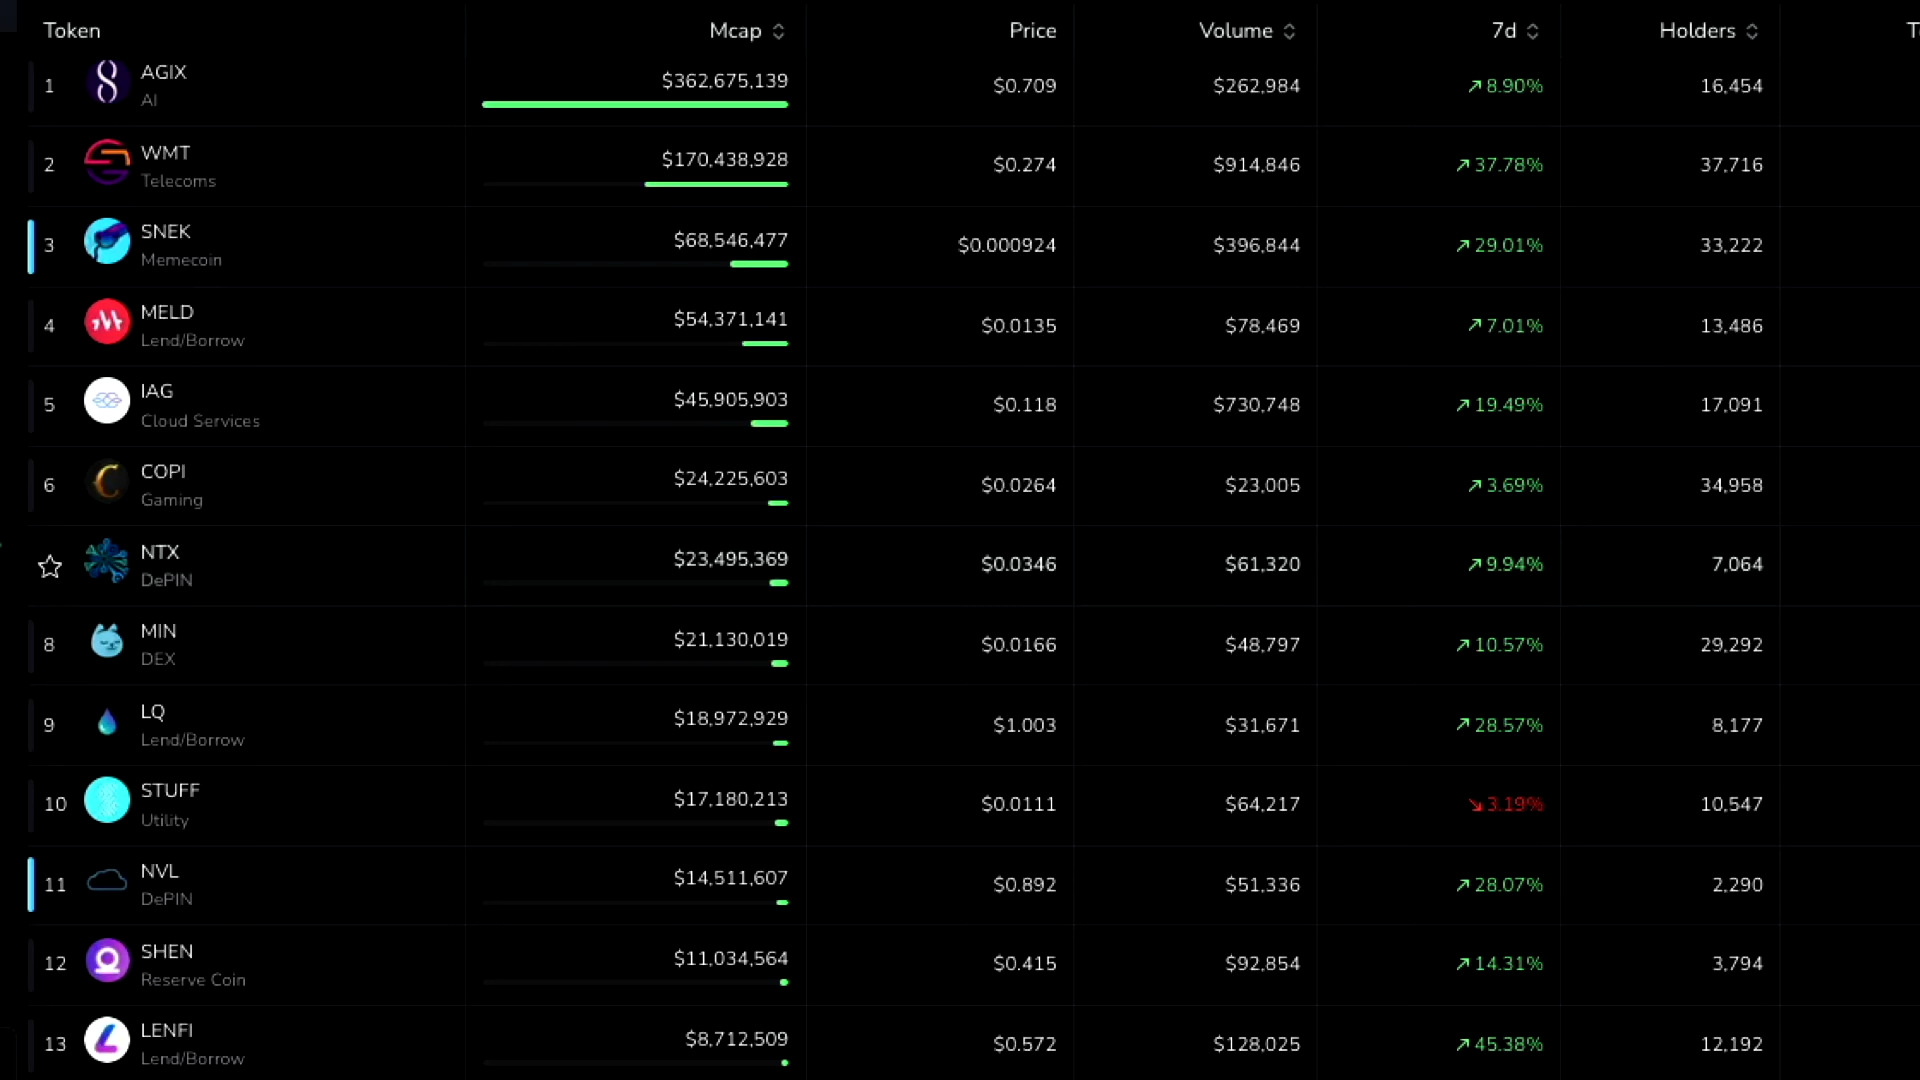 Token Mcap Price Volume 7d Holders
1 AGIX $362,675,139 $0.709 $262,984 8.90% 16,454
AI
2 WMT $170,438,928 $0.274 $914,846 37.78% 37,716
Telecoms
3 SNEK $68,546,477 $0.000924 $396,844 29.01% 33,222
Memecoin
4 MELD $54,371,141 $0.0135 $78,469 7.01% 13,486
Lend/Borrow
5 IAG $45,905,903 $0.118 $730,748 19.49% 17,091
Cloud Services
6 COPI $24,225,603 $0.0264 $23,005 3.69% 34,958
Gaming
NTX $23,495,369 $0.0346 $61,320 9.94% 7,064
DePIN
8 MIN $21,130,019 $0.0166 $48,797 10.57% 29,292
DEX
9 LQ $18,972,929 $1.003 $31,671 28.57% 8,177
Lend/Borrow
10 STUFF $17,180,213 $0.0111 $64,217 3.19% 10,547
Utility
11 NVL $14,511,607 $0.892 $51,336 28.07% 2,290
DePIN
12 SHEN $11,034,564 $0.415 $92,854 14.31% 3,794
Reserve Coin
13 LENFI $8,712,509 $0.572 $128,025 45.38% 12,192
Lend/Borrow